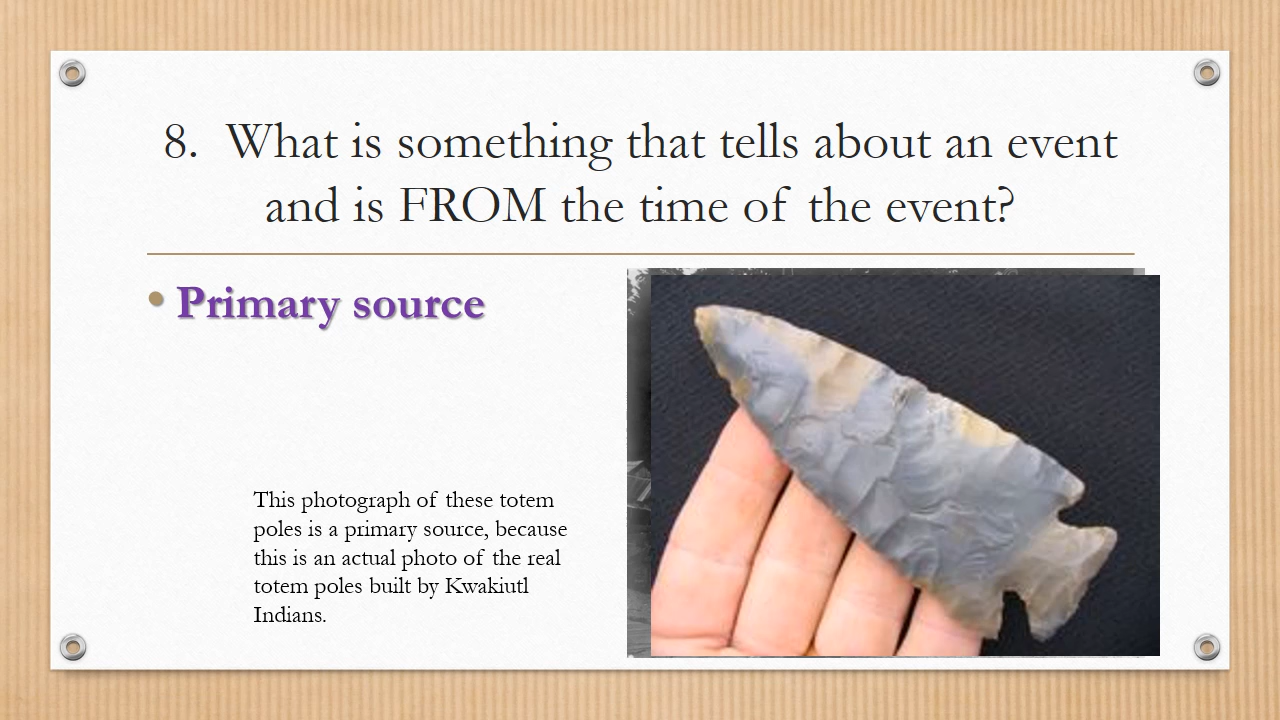 8. What is something that tells about an event
and is FROM the time of the event?
• Primary source
This photograph of these totem
poles is a primary source, because
this is an actual photo of the real
totem poles built by Kwakiutl
Indians.